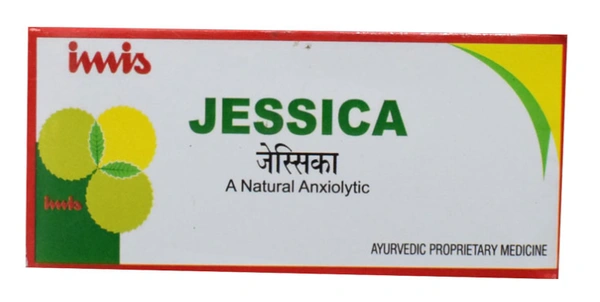 imis
JESSICA
जेस्सिका
A Natural Anxiolytic
imis
AYURVEDIC PROPRIETARY MEDICINE